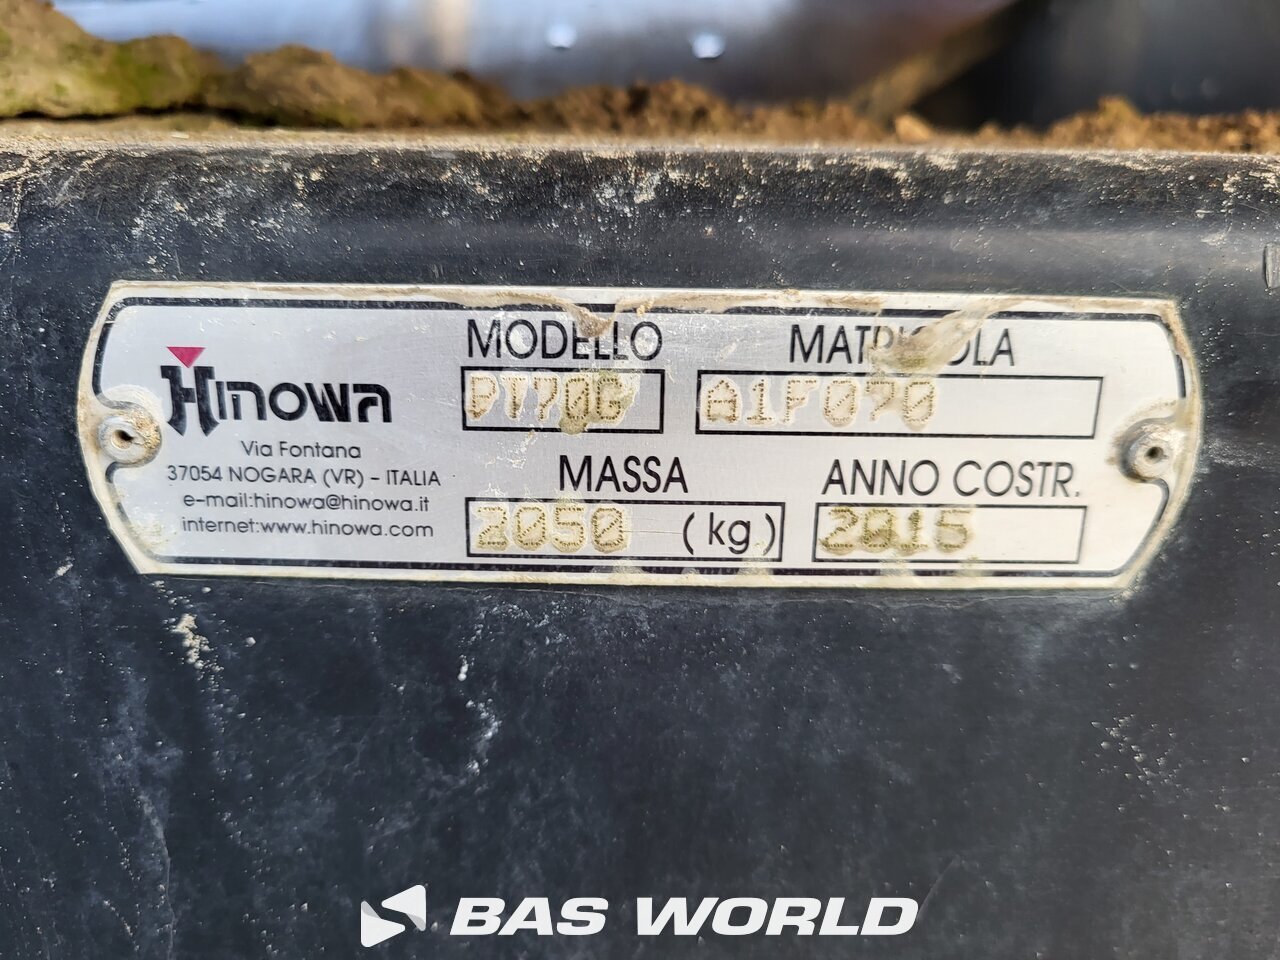 HINOWA
Via Fontana
37054 NOGARA (VR) - ITALIA
e-mail:hinowa@hinowa.it
internet:www.hinowa.com
MODELLO
PT70G
MATRICOLA
A1F070
MASSA
2050 (kg)
ANNO COSTR.
2015
BAS WORLD